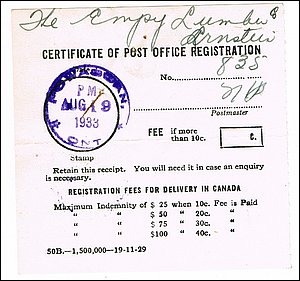 The Empy Lumber &
CERTIFICATE OF POST OFFICE REGISTRATION
No. 835
Postmaster
PM
AUG 19
1933
ONT
FEE if more than 10c. c.
Stamp
Retain this receipt. You will need it in case an enquiry
is necessary.
REGISTRATION FEES FOR DELIVERY IN CANADA
Maximum Indemnity of $ 25 when 10c. Fee is Paid
" " $ 50 " 20c. "
" " $ 75 " 30c. "
" " $100 " 40c. "
50B.—1,500,000—19-11-29